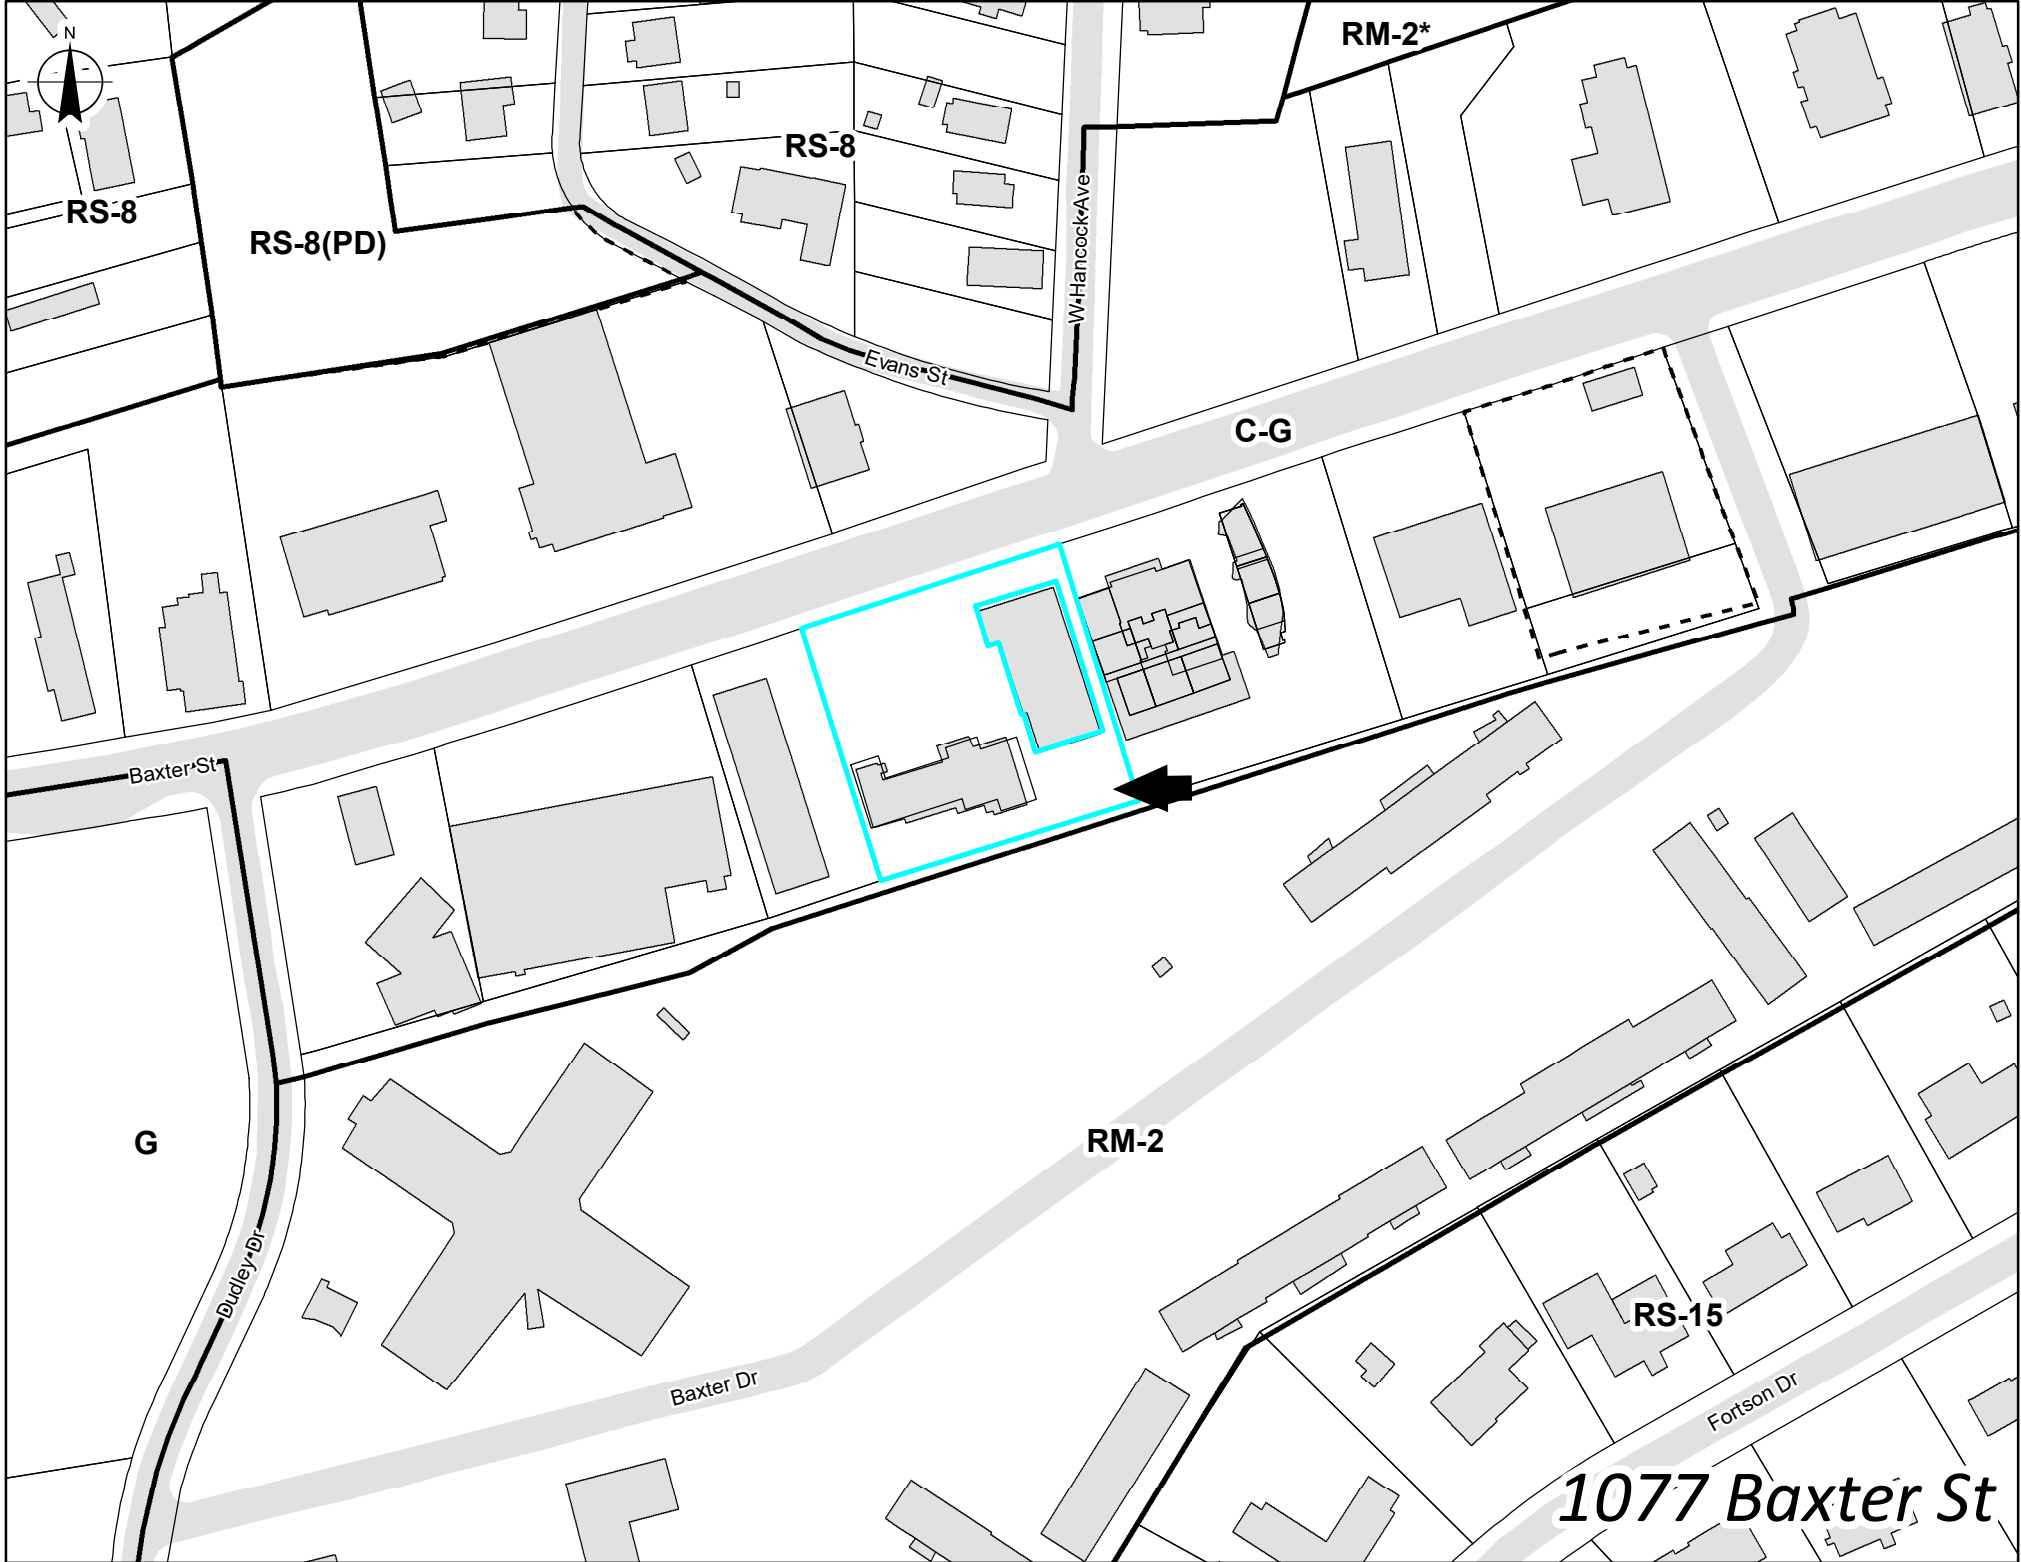 N
RM-2*
RS-8
RS-8
RS-8(PD)
W Hancock Ave
Evans St
C-G
Baxter St
G
RM-2
Dudley Dr
RS-15
Baxter Dr
Fortson Dr
1077 Baxter St